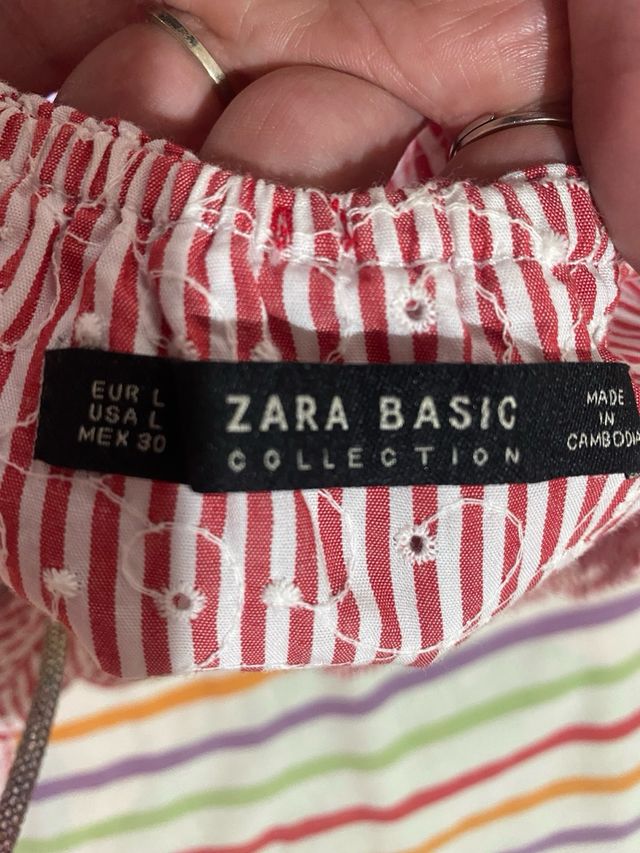 EUR L
USA L
MEX 30
ZARA BASIC
COLLECTION
MADE
IN
CAMBODIA